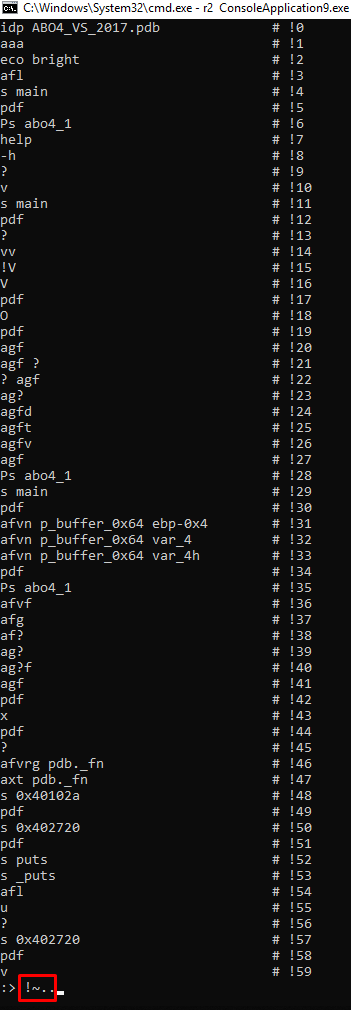 C:\Windows\System32\cmd.exe - r2 ConsoleApplication9.exe
idp ABO4_VS_2017.pdb # !0
aaa # !1
eco bright # !2
afl # !3
s main # !4
pdf # !5
Ps abo4_1 # !6
help # !7
-h # !8
? # !9
v # !10
s main # !11
pdf # !12
? # !13
vv # !14
!V # !15
V # !16
pdf # !17
O # !18
pdf # !19
agf # !20
agf ? # !21
? agf # !22
ag? # !23
agfd # !24
agft # !25
agfv # !26
agf # !27
Ps abo4_1 # !28
s main # !29
pdf # !30
afvn p_buffer_0x64 ebp-0x4 # !31
afvn p_buffer_0x64 var_4 # !32
afvn p_buffer_0x64 var_4h # !33
pdf # !34
Ps abo4_1 # !35
afvf # !36
afg # !37
af? # !38
ag? # !39
ag?f # !40
agf # !41
pdf # !42
x # !43
pdf # !44
? # !45
afvrg pdb._fn # !46
axt pdb._fn # !47
s 0x40102a # !48
pdf # !49
s 0x402720 # !50
pdf # !51
s puts # !52
s _puts # !53
afl # !54
u # !55
? # !56
s 0x402720 # !57
pdf # !58
v # !59
:> !~..